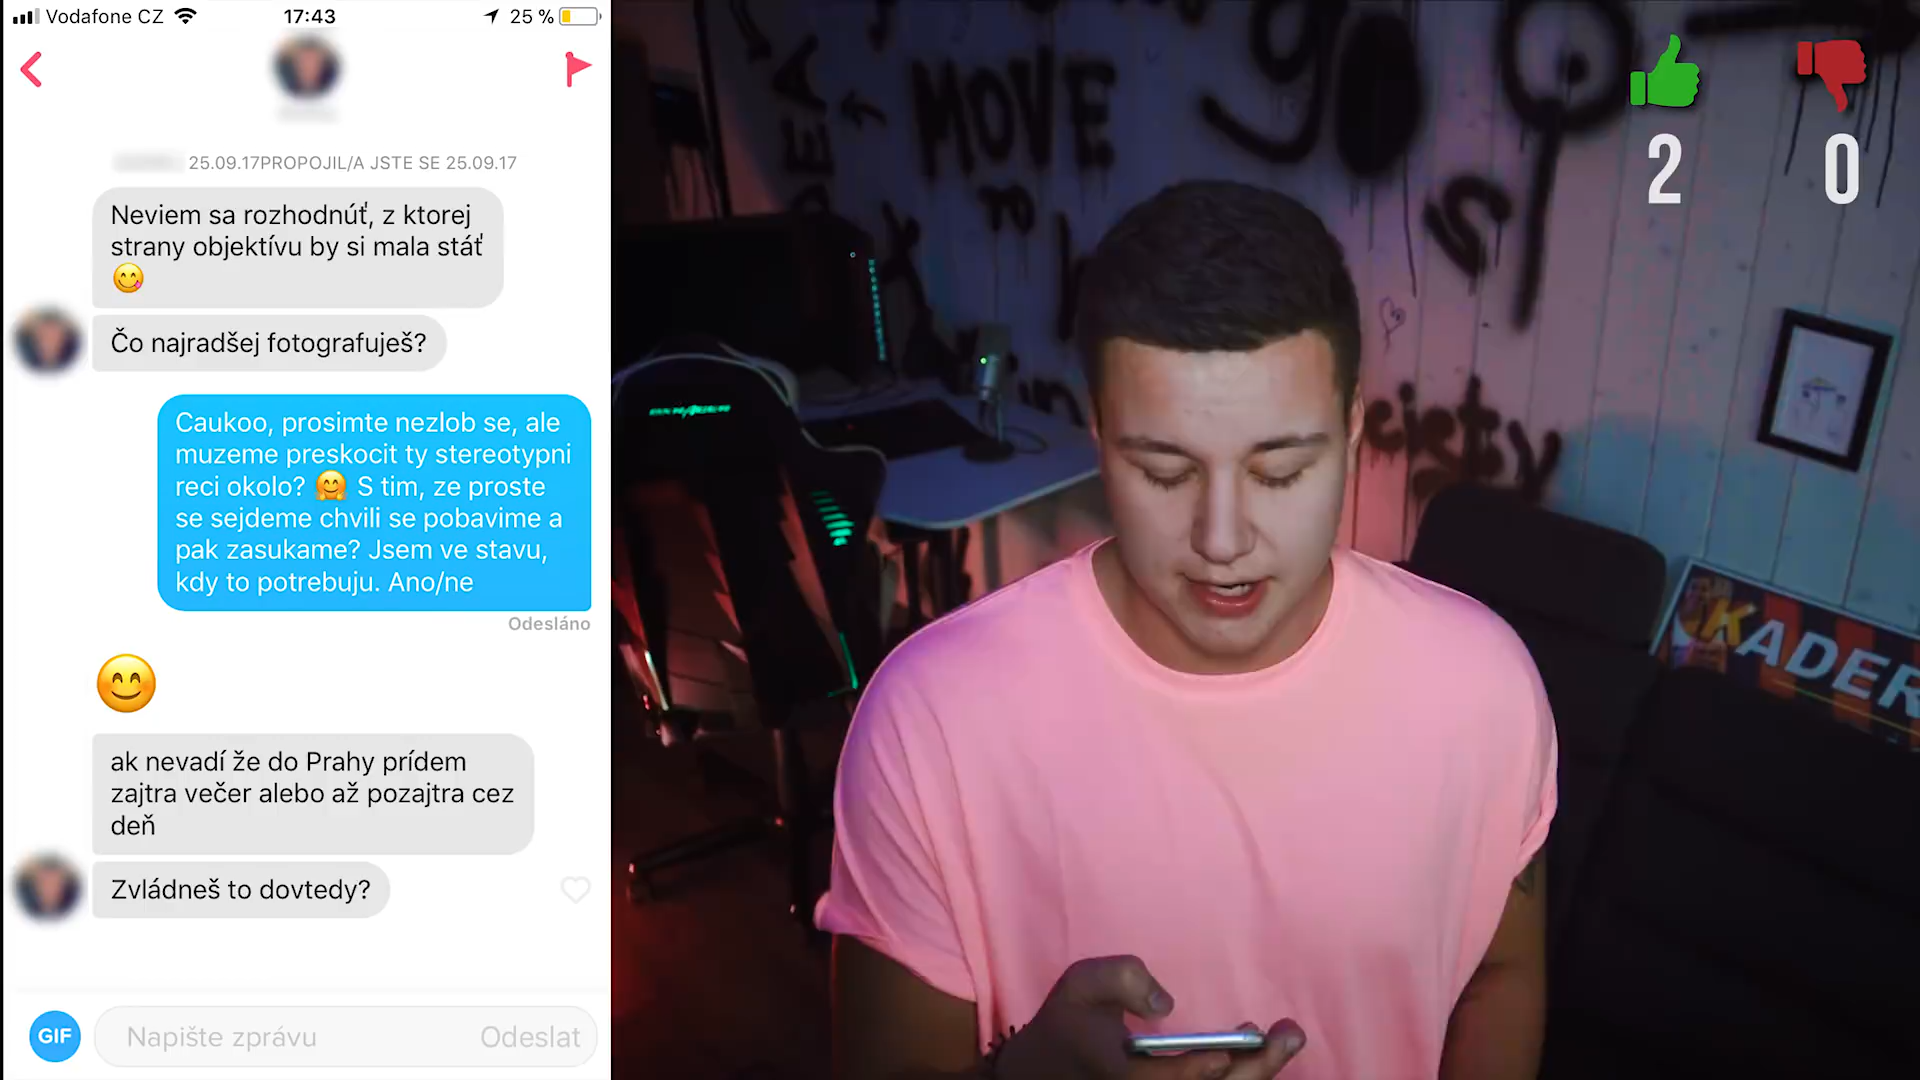 Vodafone CZ
17:43
25 %
25.09.17PROPOJIL/A JSTE SE 25.09.17
Neviem sa rozhodnúť, z ktorej
strany objektívu by si mala stáť
😋
Čo najradšej fotografuješ?
Caukoo, prosimte nezlob se, ale
muzeme preskocit ty stereotypni
reci okolo? 🤗 S tim, ze proste
se sejdeme chvili se pobavime a
pak zasukame? Jsem ve stavu,
kdy to potrebuju. Ano/ne
Odesláno
😊
ak nevadí že do Prahy prídem
zajtra večer alebo až pozajtra cez
deň
Zvládneš to dovtedy?
GIF
Napište zprávu
Odeslat
MOVE
TO
2
0
KADER